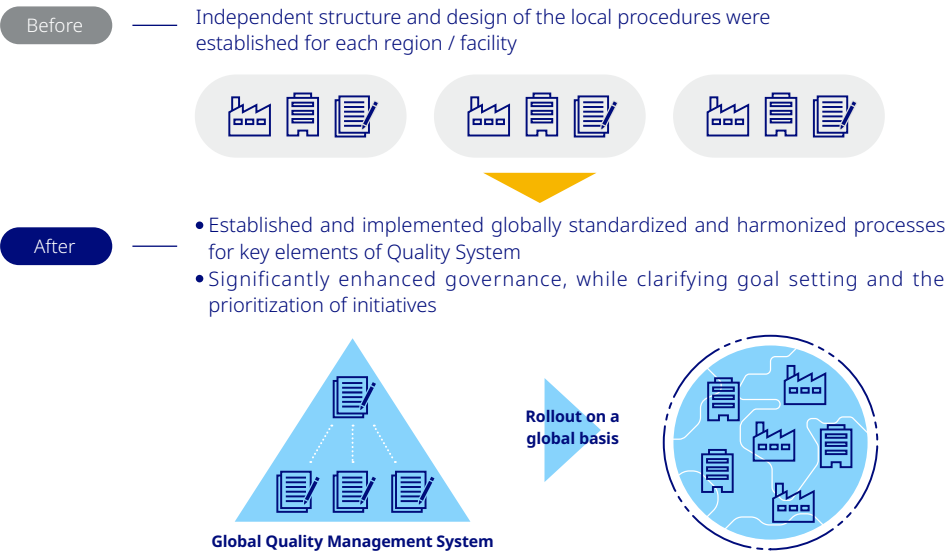 Before
Independent structure and design of the local procedures were
established for each region / facility
After
• Established and implemented globally standardized and harmonized processes
for key elements of Quality System
• Significantly enhanced governance, while clarifying goal setting and the
prioritization of initiatives
Rollout on a
global basis
Global Quality Management System